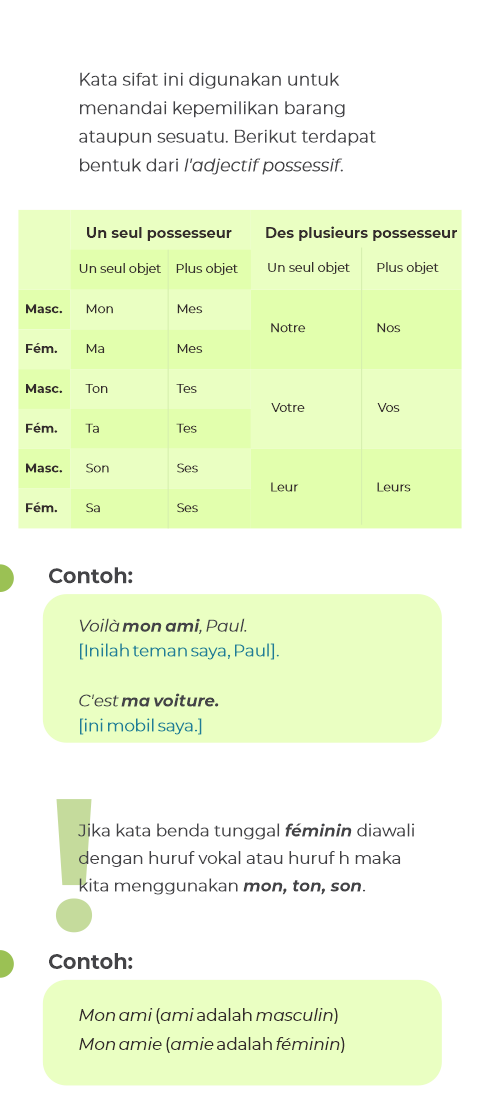 Kata sifat ini digunakan untuk
menandai kepemilikan barang
ataupun sesuatu. Berikut terdapat
bentuk dari l'adjectif possessif.
Un seul possesseur Des plusieurs possesseur
Un seul objet Plus objet Un seul objet Plus objet
Masc. Mon Mes
Notre Nos
Fém. Ma Mes
Masc. Ton Tes
Votre Vos
Fém. Ta Tes
Masc. Son Ses
Leur Leurs
Fém. Sa Ses
Contoh:
Voilà mon ami, Paul.
[Inilah teman saya, Paul].
C'est ma voiture.
[ini mobil saya.]
Jika kata benda tunggal féminin diawali
dengan huruf vokal atau huruf h maka
kita menggunakan mon, ton, son.
Contoh:
Mon ami (ami adalah masculin)
Mon amie (amie adalah féminin)